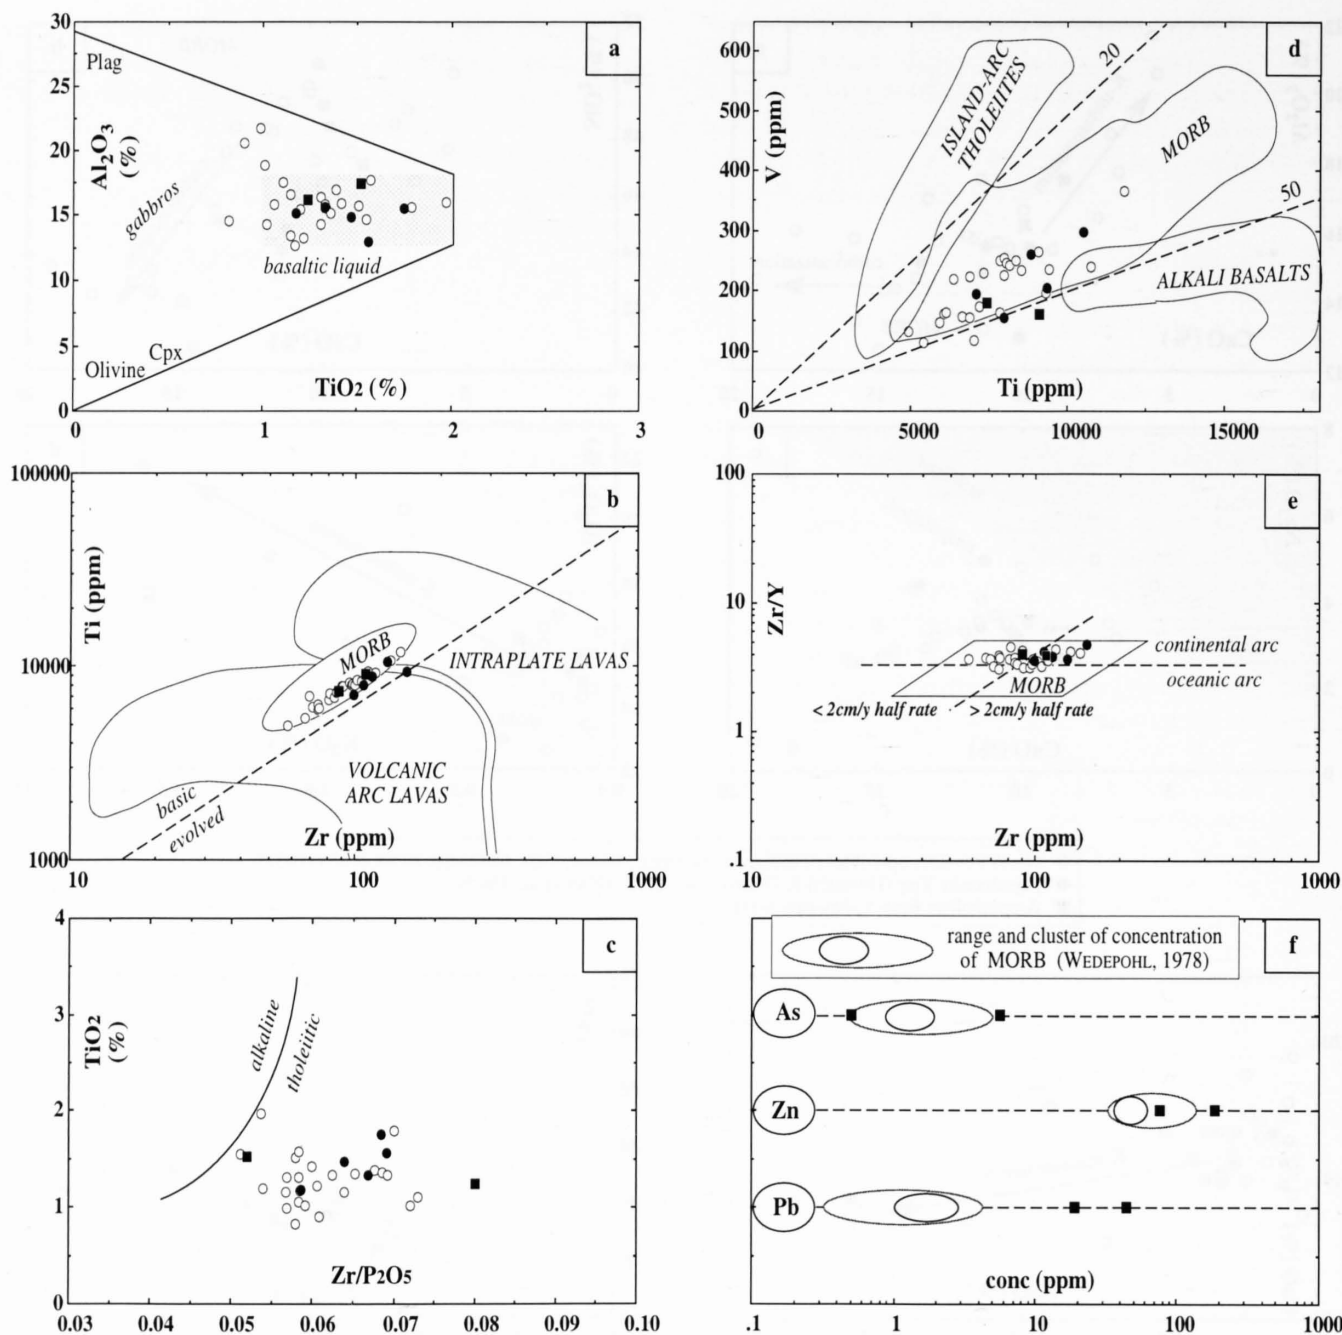 30
25
20
15
10
5
0
Al2O3
(%)
a
Plag
gabbros
basaltic liquid
Cpx
Olivine
TiO2 (%)
0 1 2 3
600
500
400
300
200
100
0
V (ppm)
d
ISLAND-ARC
THOLEIITES
20
MORB
50
ALKALI BASALTS
Ti (ppm)
0 5000 10000 15000
100000
10000
1000
Ti (ppm)
b
MORB
INTRAPLATE LAVAS
VOLCANIC
ARC LAVAS
basic
evolved
Zr (ppm)
10 100 1000
100
10
1
.1
Zr/Y
e
continental arc
oceanic arc
MORB
< 2cm/y half rate
> 2cm/y half rate
Zr (ppm)
10 100 1000
4
3
2
1
0
TiO2
(%)
c
alkaline
tholeiitic
Zr/P2O5
0.03 0.04 0.05 0.06 0.07 0.08 0.09 0.10
f
range and cluster of concentration
of MORB (WEDEPOHL, 1978)
As
Zn
Pb
conc (ppm)
.1 1 10 100 1000